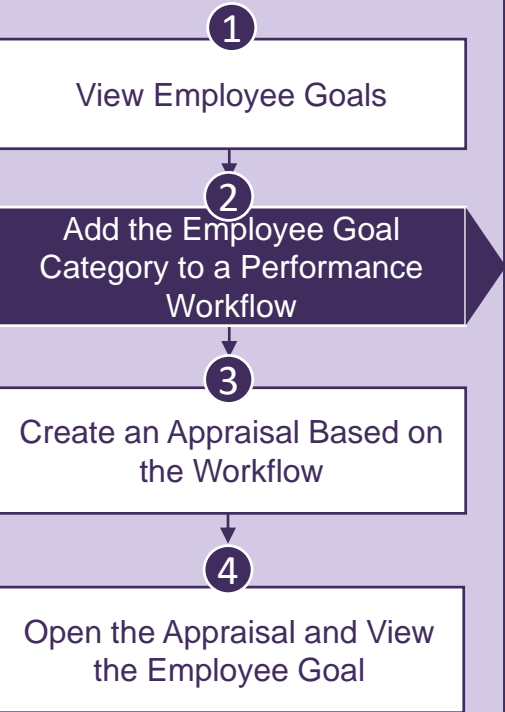 1
View Employee Goals
2
Add the Employee Goal
Category to a Performance
Workflow
3
Create an Appraisal Based on
the Workflow
4
Open the Appraisal and View
the Employee Goal